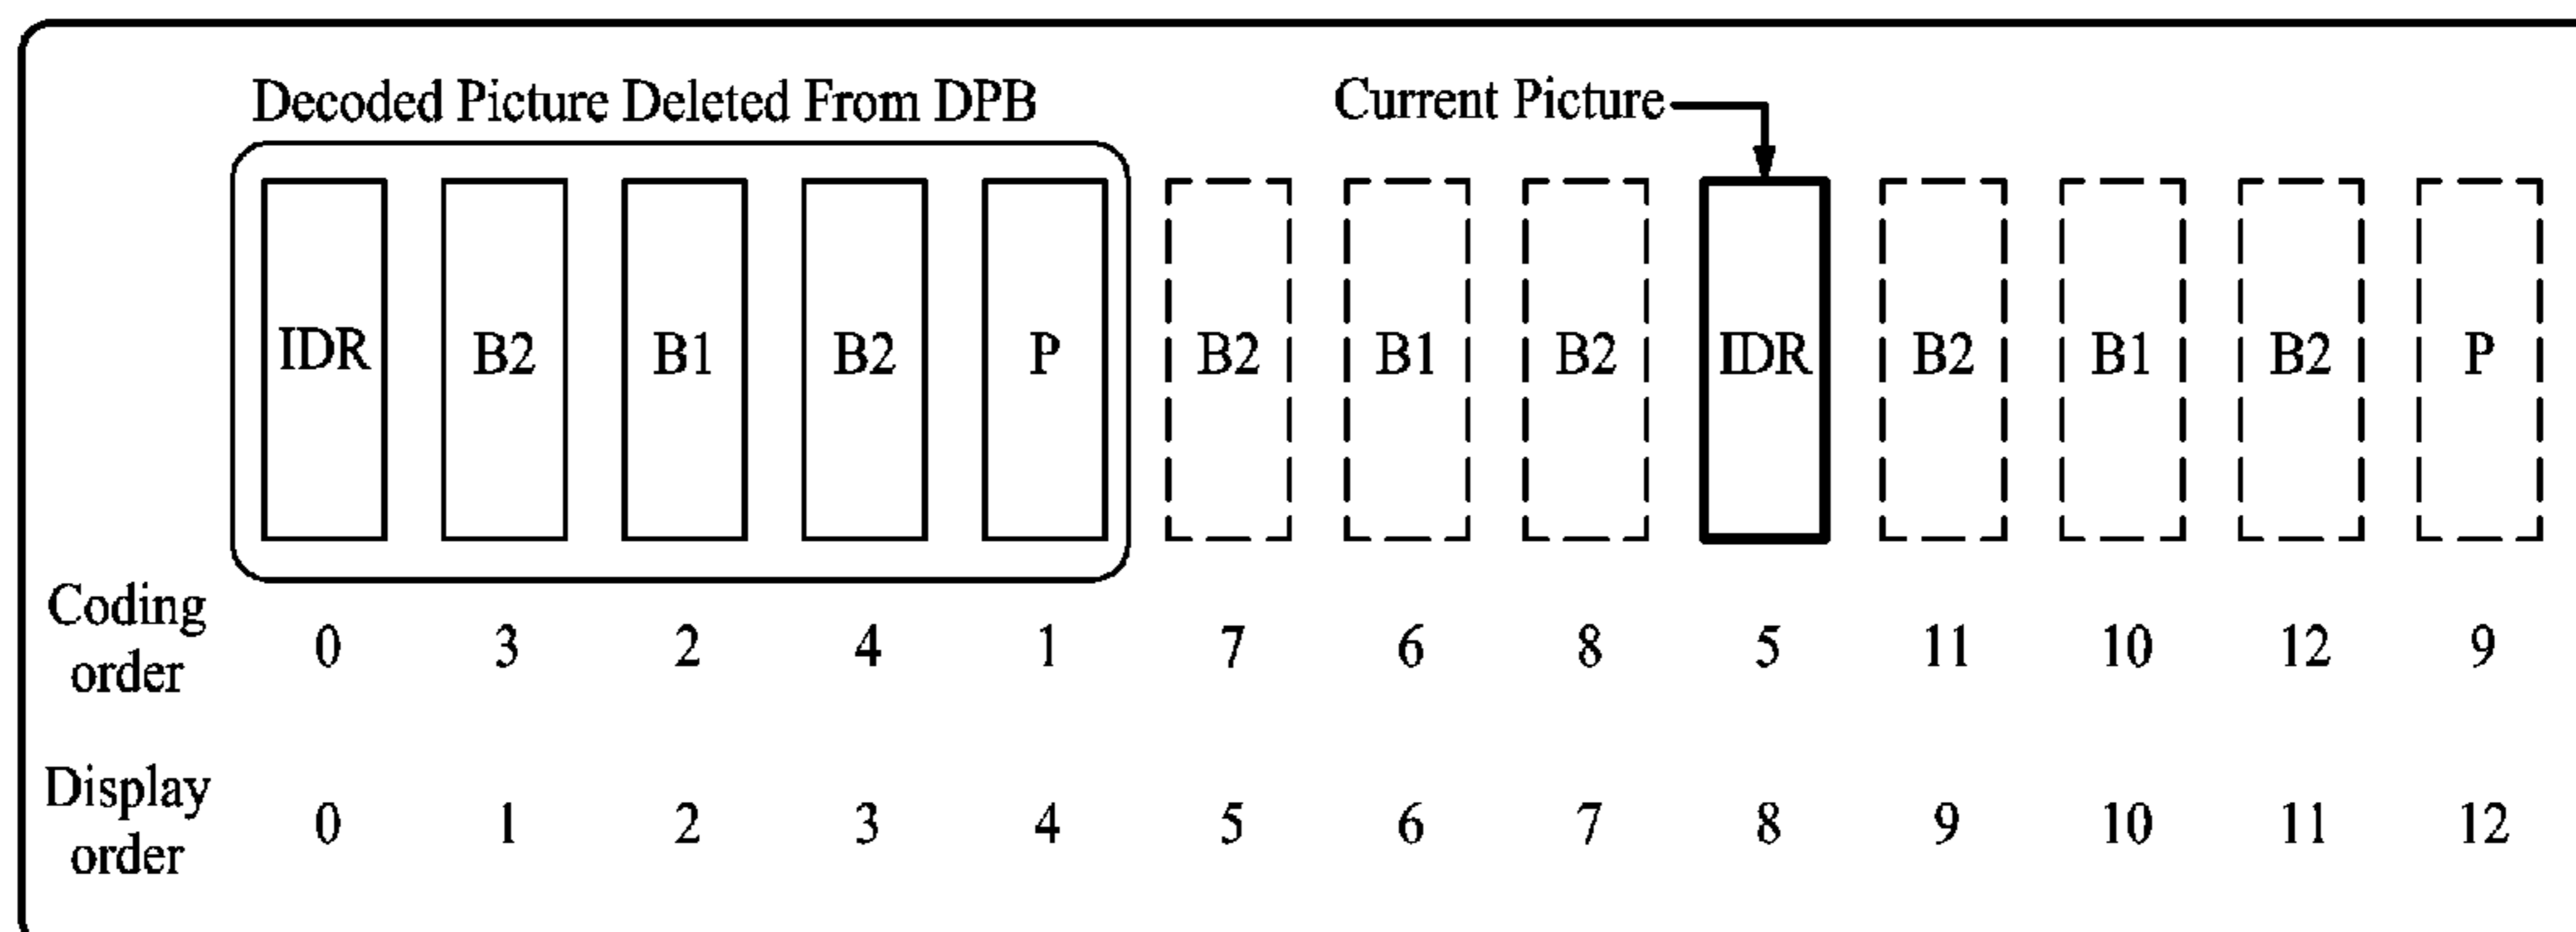 Decoded Picture Deleted From DPB
Current Picture
IDR B2 B1 B2 P B2 B1 B2 IDR B2 B1 B2 P
Coding
order
0 3 2 4 1 7 6 8 5 11 10 12 9
Display
order
0 1 2 3 4 5 6 7 8 9 10 11 12